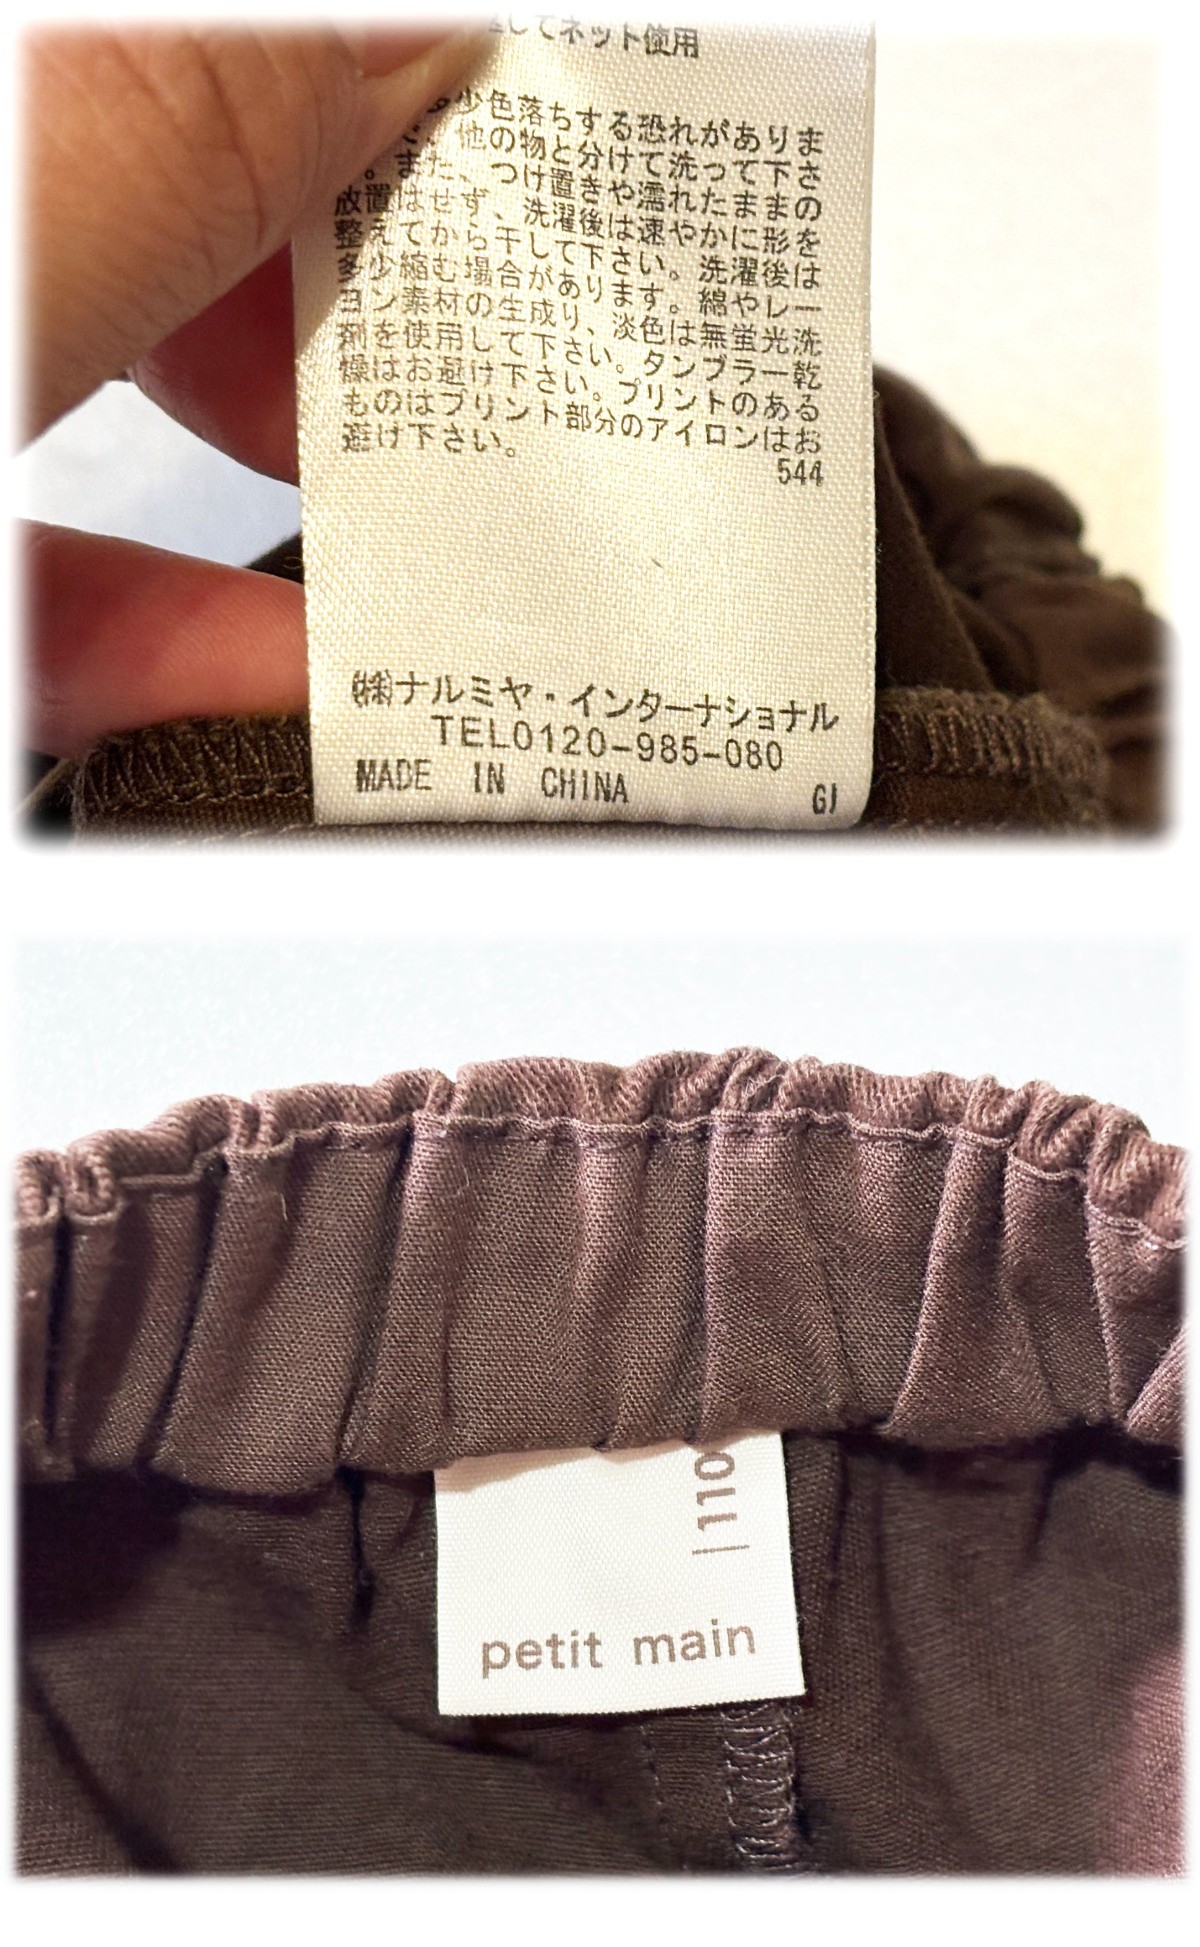 してネット使用
少色落ちする恐れがありま
、他の物と分けて洗って下さ
。また、つけ置きや濡れたままの
放置はせず、洗濯後は速やかに形を
整えてから干して下さい。洗濯後は
多少縮む場合があります。綿やレー
ヨン素材の生成り、淡色は無蛍光洗
剤を使用して下さい。タンブラー乾
燥はお避け下さい。プリントのある
ものはプリント部分のアイロンはお
避け下さい。
544
㈱ナルミヤ・インターナショナル
TEL0120-985-080
MADE IN CHINA GI
110
petit main